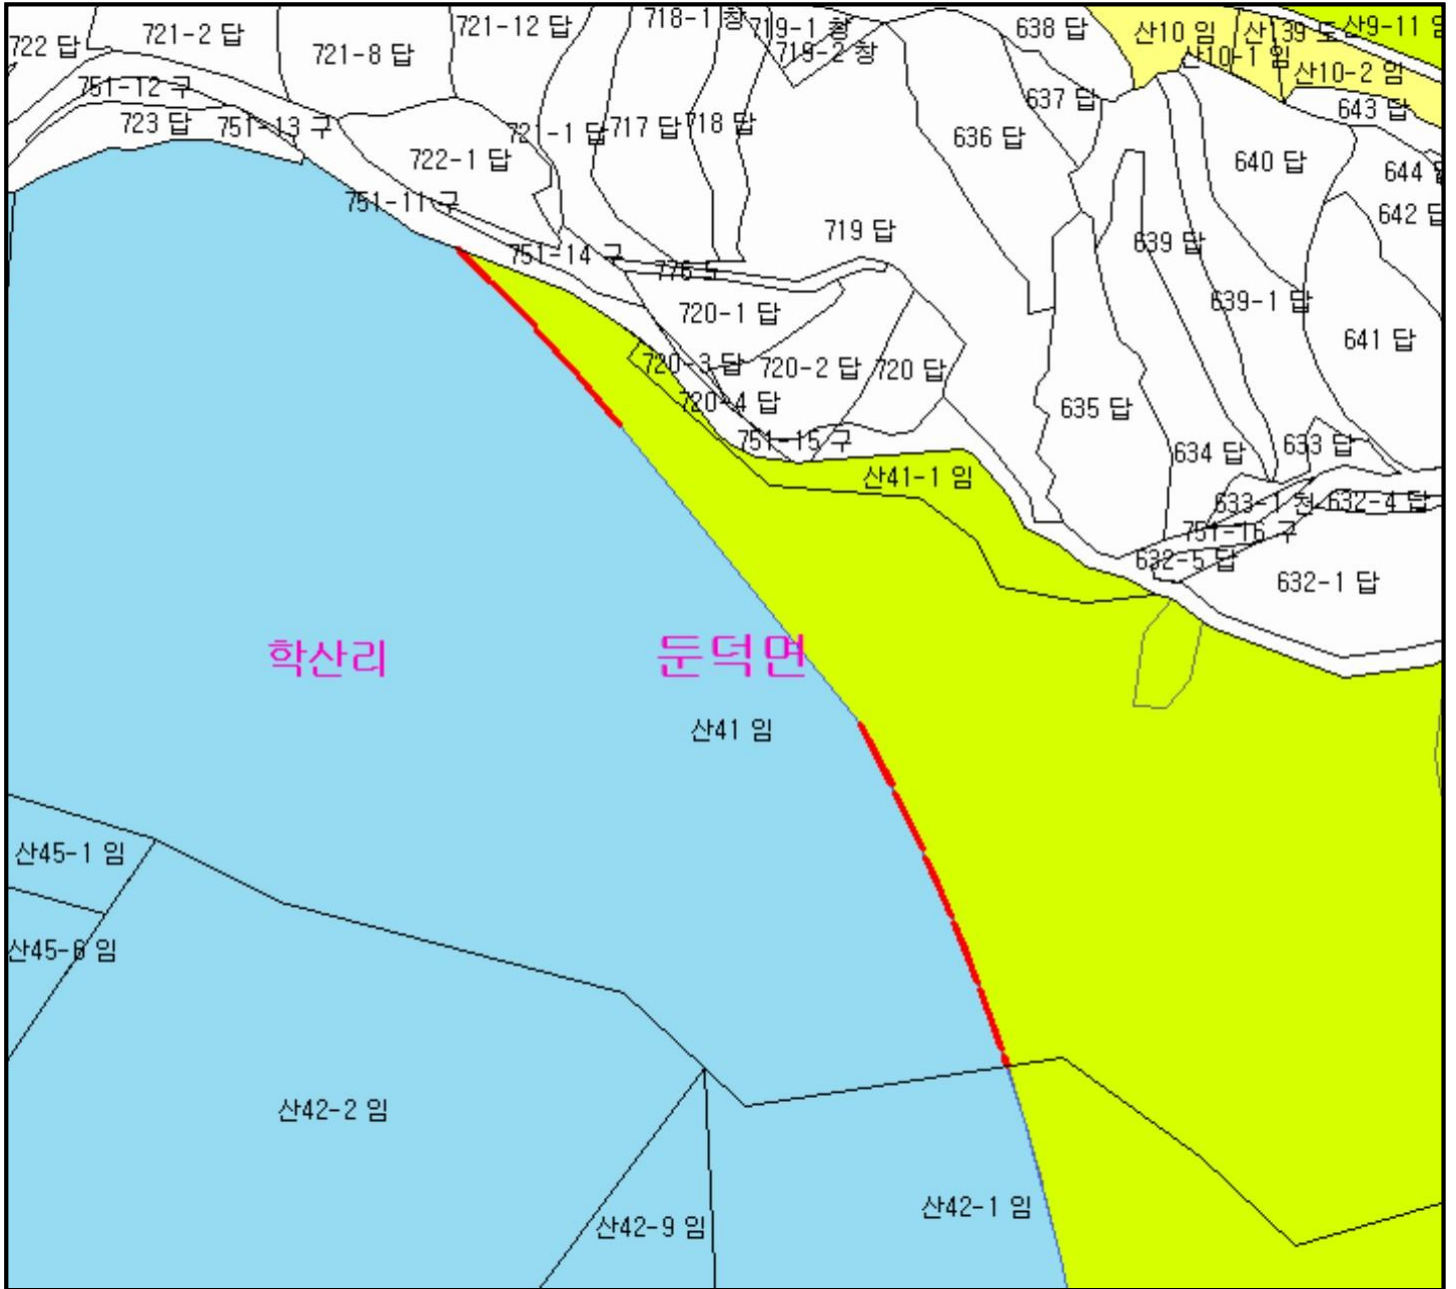 721-12 답
718-1 창
719-1 창
638 답
산10 임
산139 도
산9-11 임
722 답
721-2 답
721-8 답
719-2 창
산10-1 임
산10-2 임
751-12 구
723 답
751-13 구
721-1 답
717 답
718 답
636 답
637 답
643 답
722-1 답
640 답
644 답
751-11 구
642 답
751-14 구
719 답
639 답
720-1 답
639-1 답
720-3 답
720-2 답
720 답
641 답
720-4 답
635 답
751-15 구
634 답
633 답
산41-1 임
633-1 천
632-4 답
751-16 구
632-5 답
632-1 답
학산리
둔덕면
산41 임
산45-1 임
산45-6 임
산42-2 임
산42-9 임
산42-1 임